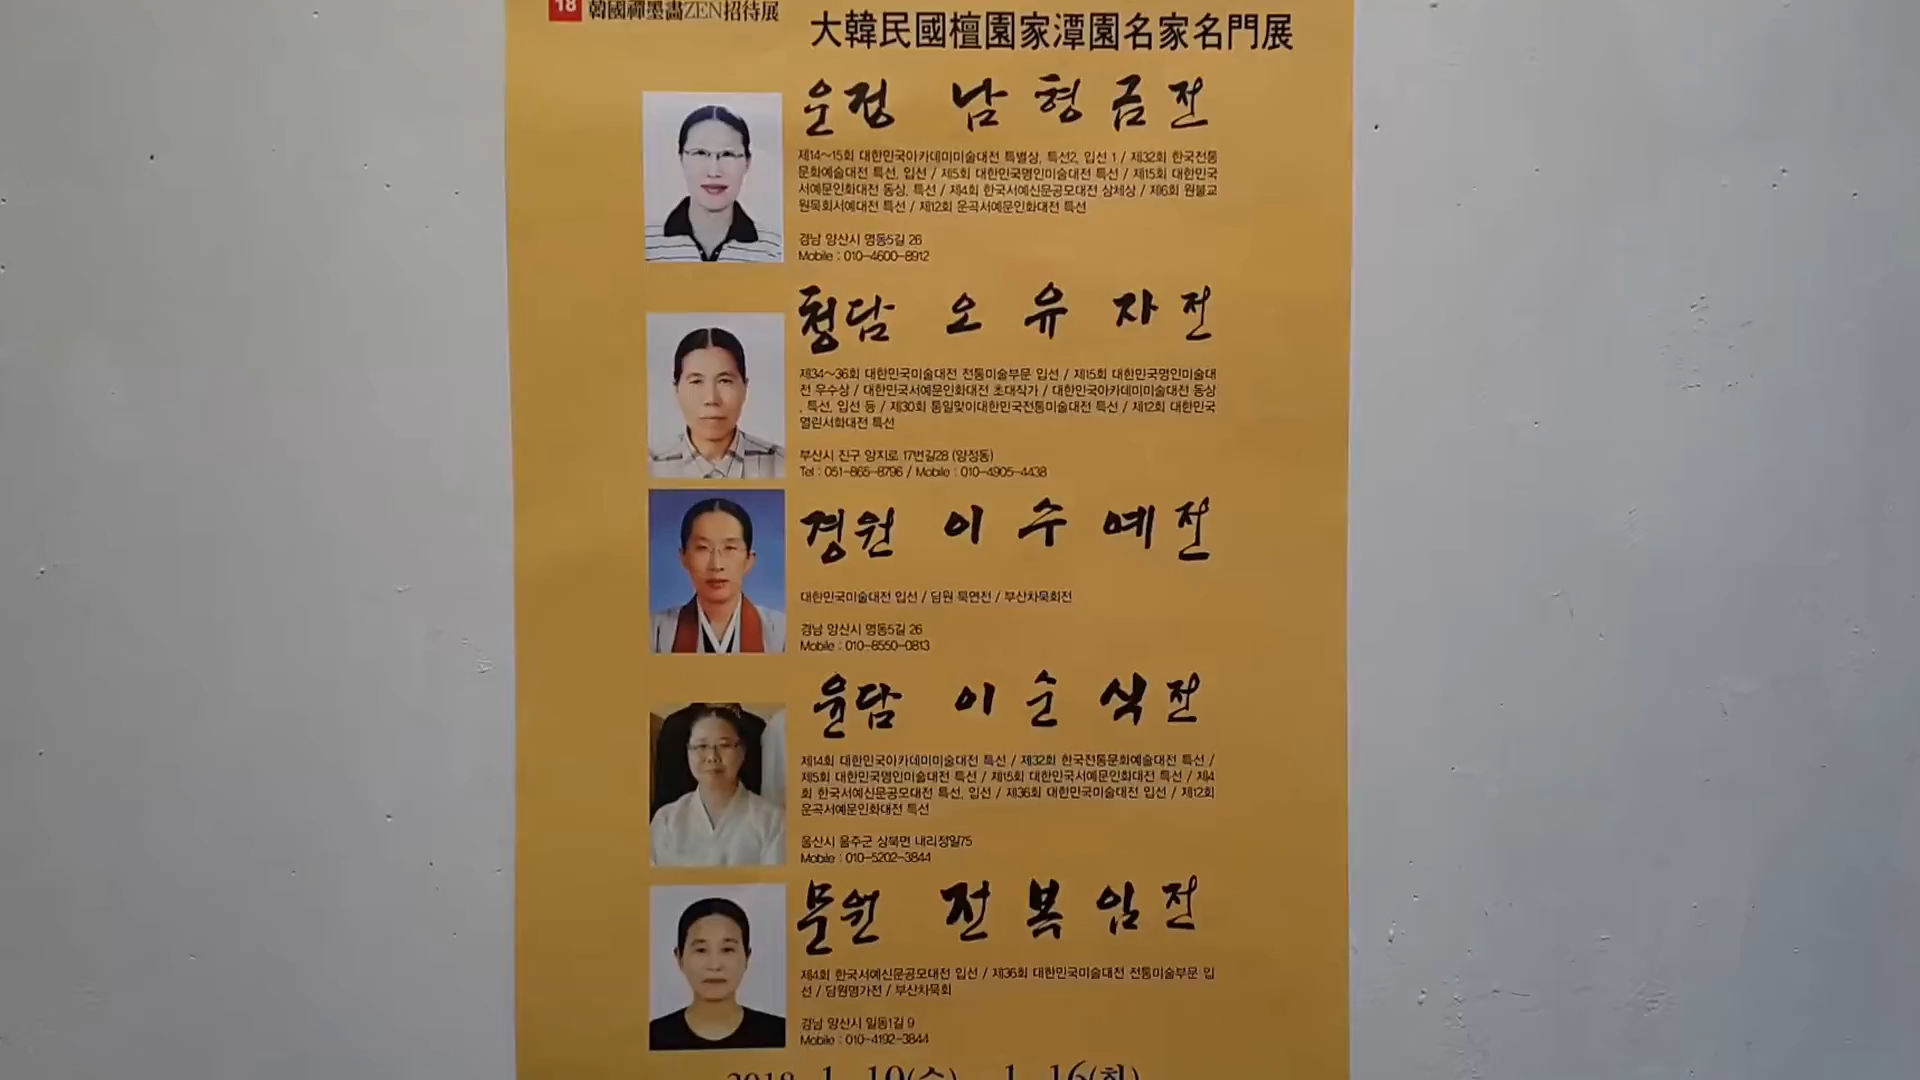 18 韓國禪墨畵ZEN招待展
大韓民國檀園家潭園名家名門展
운정 남형금전
제14~15회 대한민국아카데미미술대전 특별상, 특선2, 입선 1 / 제32회 한국전통
문화예술대전 특선, 입선 / 제5회 대한민국명인미술대전 특선 / 제15회 대한민국
서예문인화대전 동상, 특선 / 제4회 한국서예신문공모대전 삼체상 / 제6회 원불교
원묵회서예대전 특선 / 제12회 운곡서예문인화대전 특선
경남 양산시 명동5길 26
Mobile : 010-4600-8912
청담 오유자전
제34~36회 대한민국미술대전 전통미술부문 입선 / 제15회 대한민국명인미술대
전 우수상 / 대한민국서예문인화대전 초대작가 / 대한민국아카데미미술대전 동상
, 특선, 입선 등 / 제30회 통일맞이대한민국전통미술대전 특선 / 제12회 대한민국
열린서화대전 특선
부산시 진구 양지로 17번길28 (양정동)
Tel : 051-865-8796 / Mobile : 010-4905-4438
경원 이수예전
대한민국미술대전 입선 / 담원 묵연전 / 부산차묵회전
경남 양산시 명동5길 26
Mobile : 010-8550-0813
윤담 이순식전
제14회 대한민국아카데미미술대전 특선 / 제32회 한국전통문화예술대전 특선 /
제5회 대한민국명인미술대전 특선 / 제15회 대한민국서예문인화대전 특선 / 제4
회 한국서예신문공모대전 특선, 입선 / 제36회 대한민국미술대전 입선 / 제12회
운곡서예문인화대전 특선
울산시 울주군 상북면 내리정일75
Mobile : 010-5202-3844
문원 전복임전
제4회 한국서예신문공모대전 입선 / 제36회 대한민국미술대전 전통미술부문 입
선 / 담원명가전 / 부산차묵회
경남 양산시 일동1길 9
Mobile : 010-4192-3844
2018 1 10(수) 1 16(화)